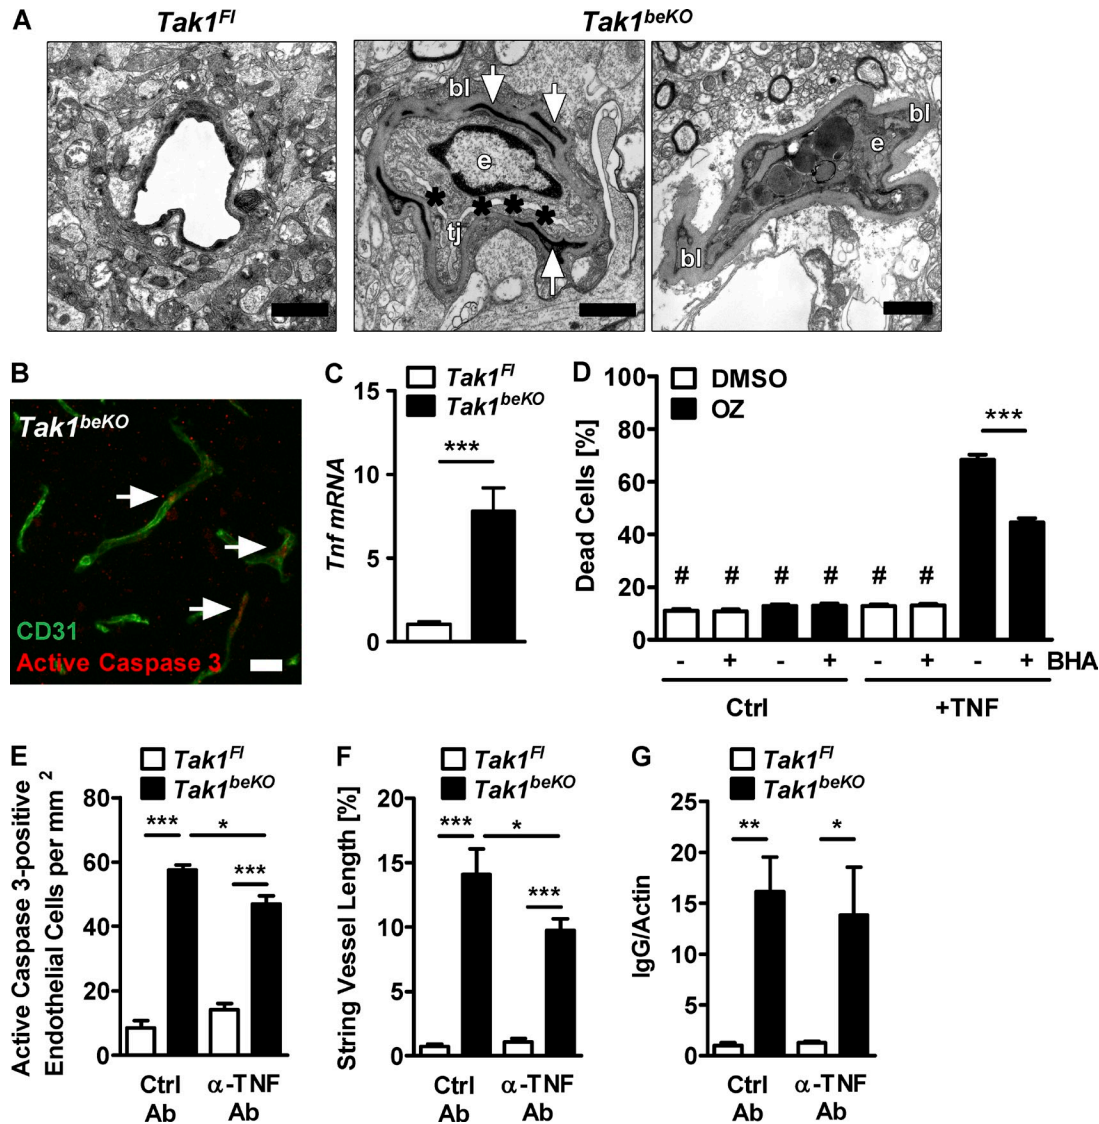 A
Tak1Fl
Tak1beKO
bl
e
tj
****
bl
e
bl
B
Tak1beKO
CD31
Active Caspase 3
C
Tak1Fl
Tak1beKO
15
10
5
0
Tnf mRNA
***
D
DMSO
OZ
100
80
60
40
20
0
Dead Cells [%]
# # # # # #
***
- + - + - + - + BHA
Ctrl +TNF
E
Tak1Fl
Tak1beKO
80
60
40
20
0
Active Caspase 3-positive
Endothelial Cells per mm2
*** *
***
Ctrl α-TNF
Ab Ab
F
Tak1Fl
Tak1beKO
20
15
10
5
0
String Vessel Length [%]
*** *
***
Ctrl α-TNF
Ab Ab
G
Tak1Fl
Tak1beKO
25
20
15
10
5
0
IgG/Actin
** *
Ctrl α-TNF
Ab Ab